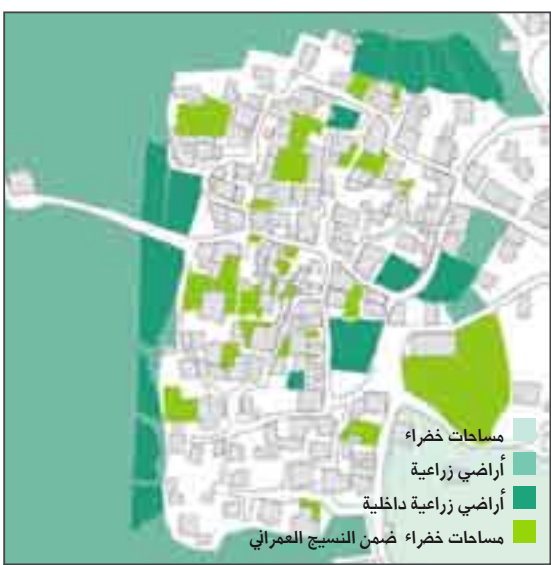 مساحات خضراء
أراضي زراعية
أراضي زراعية داخلية
مساحات خضراء ضمن النسيج العمراني